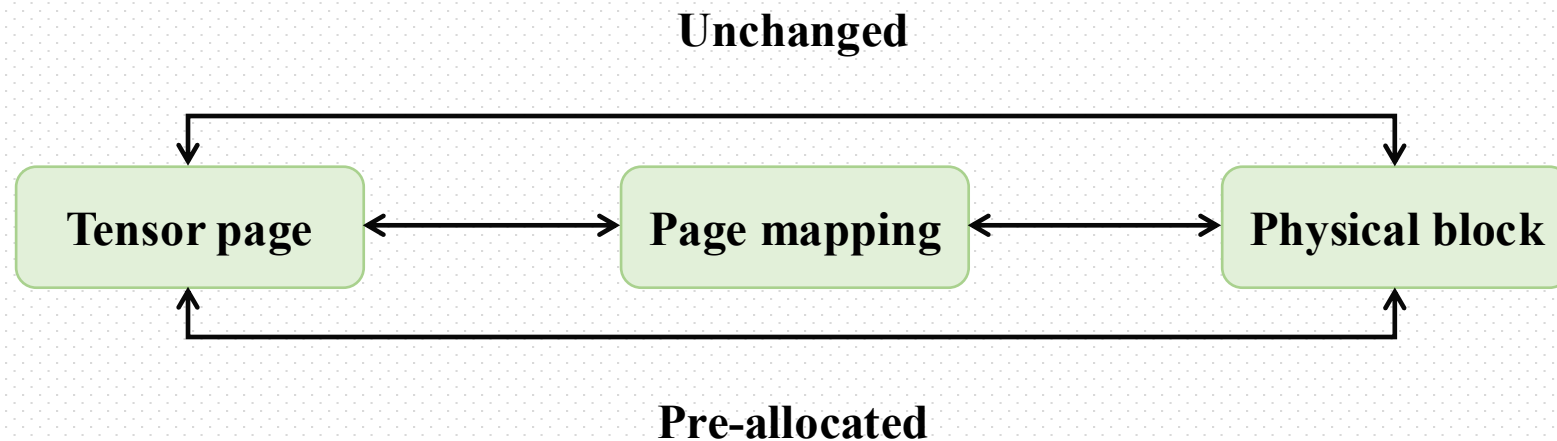 Unchanged
Tensor page
Page mapping
Physical block
Pre-allocated